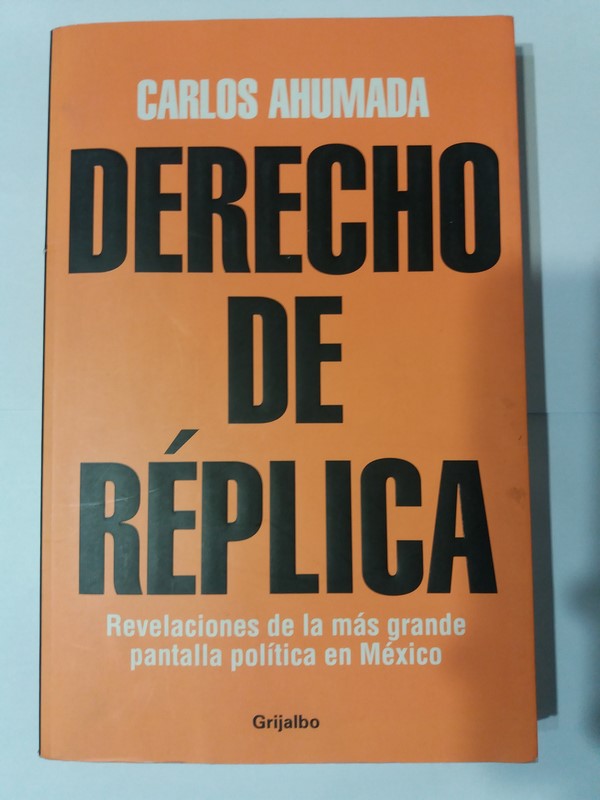 CARLOS AHUMADA
DERECHO
DE
RÉPLICA
Revelaciones de la más grande
pantalla política en México
Grijalbo